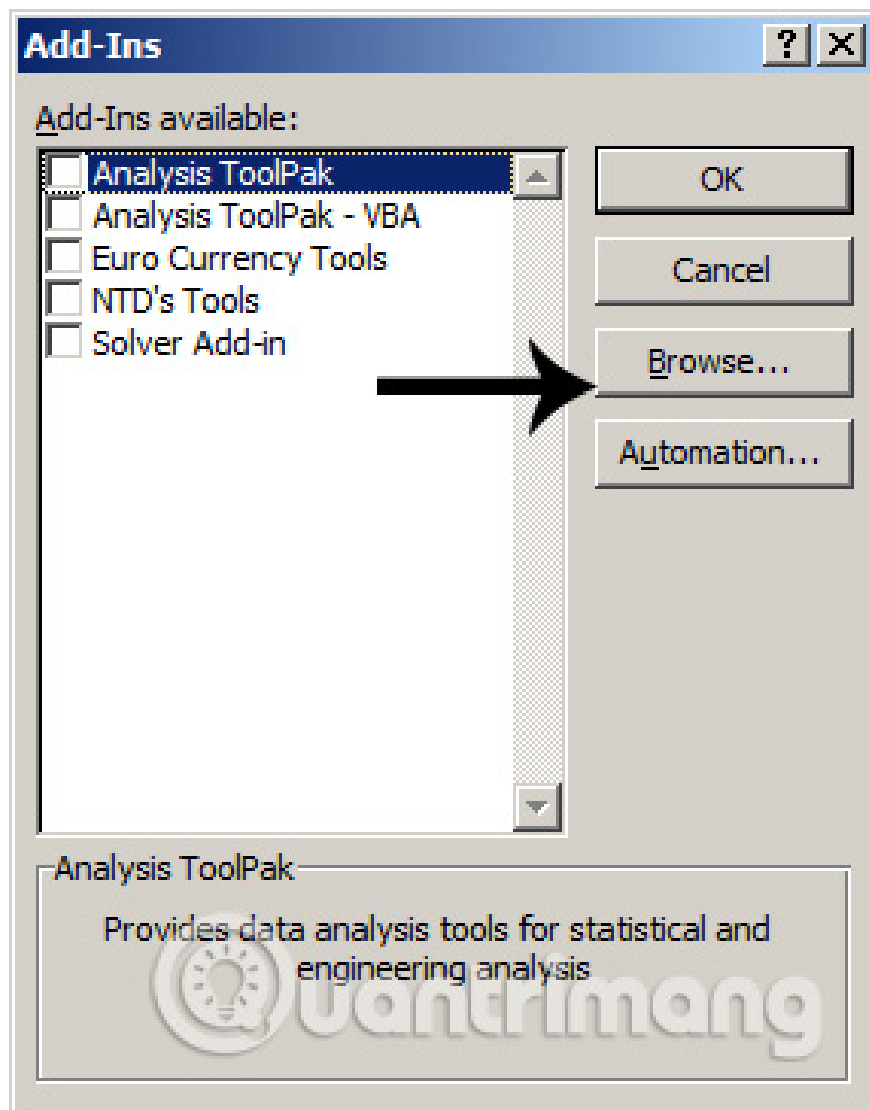 Add-Ins
Add-Ins available:
Analysis ToolPak
Analysis ToolPak - VBA
Euro Currency Tools
NTD's Tools
Solver Add-in
OK
Cancel
Browse...
Automation...
Analysis ToolPak
Provides data analysis tools for statistical and
engineering analysis
Quantrimang